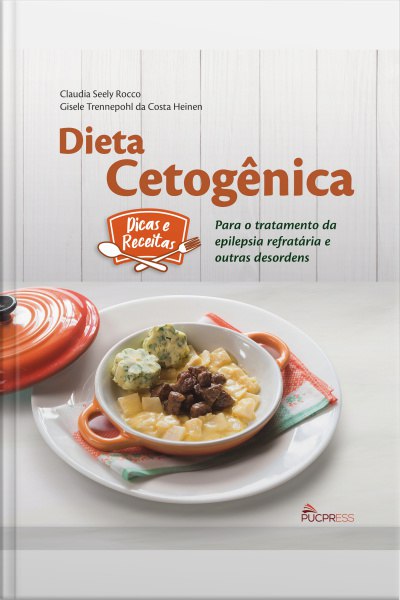 Claudia Seely Rocco
Gisele Trennepohl da Costa Heinen
Dieta
Cetogênica
Dicas e
Receitas
Para o tratamento da
epilepsia refratária e
outras desordens
PUCPRESS